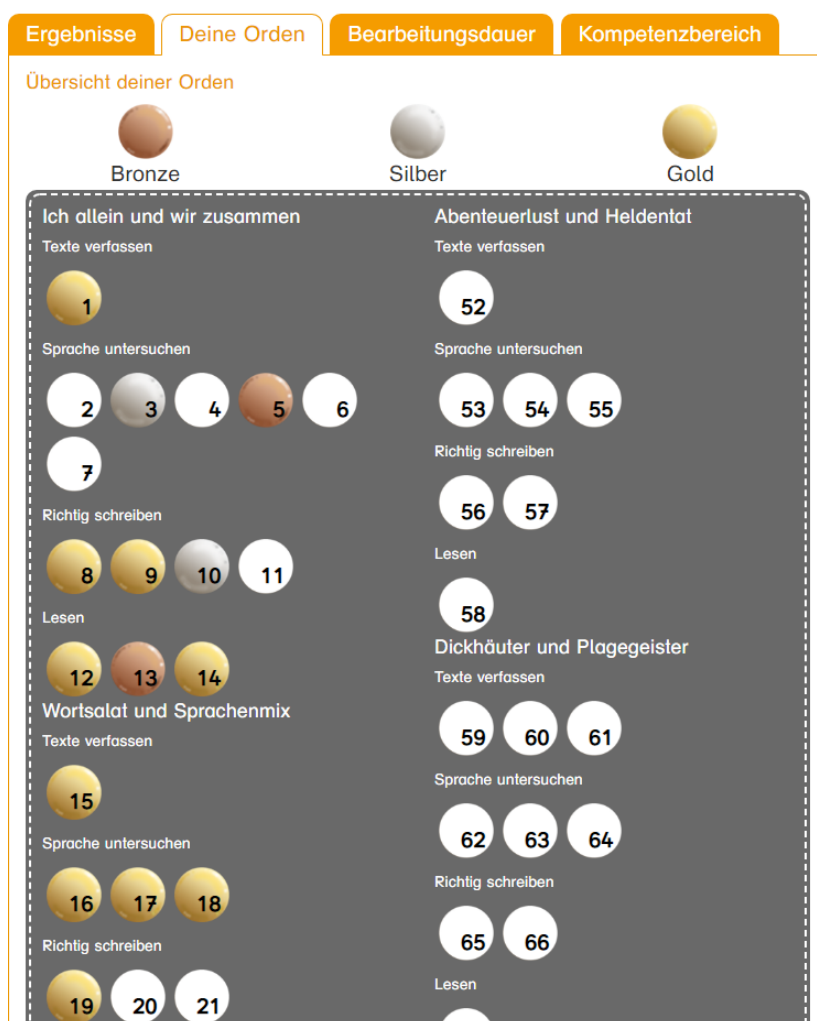 Ergebnisse Deine Orden Bearbeitungsdauer Kompetenzbereich
Übersicht deiner Orden
Bronze Silber Gold
Ich allein und wir zusammen
Texte verfassen
1
Sprache untersuchen
2 3 4 5 6
7
Richtig schreiben
8 9 10 11
Lesen
12 13 14
Wortsalat und Sprachenmix
Texte verfassen
15
Sprache untersuchen
16 17 18
Richtig schreiben
19 20 21
Abenteuerlust und Heldentat
Texte verfassen
52
Sprache untersuchen
53 54 55
Richtig schreiben
56 57
Lesen
58
Dickhäuter und Plagegeister
Texte verfassen
59 60 61
Sprache untersuchen
62 63 64
Richtig schreiben
65 66
Lesen